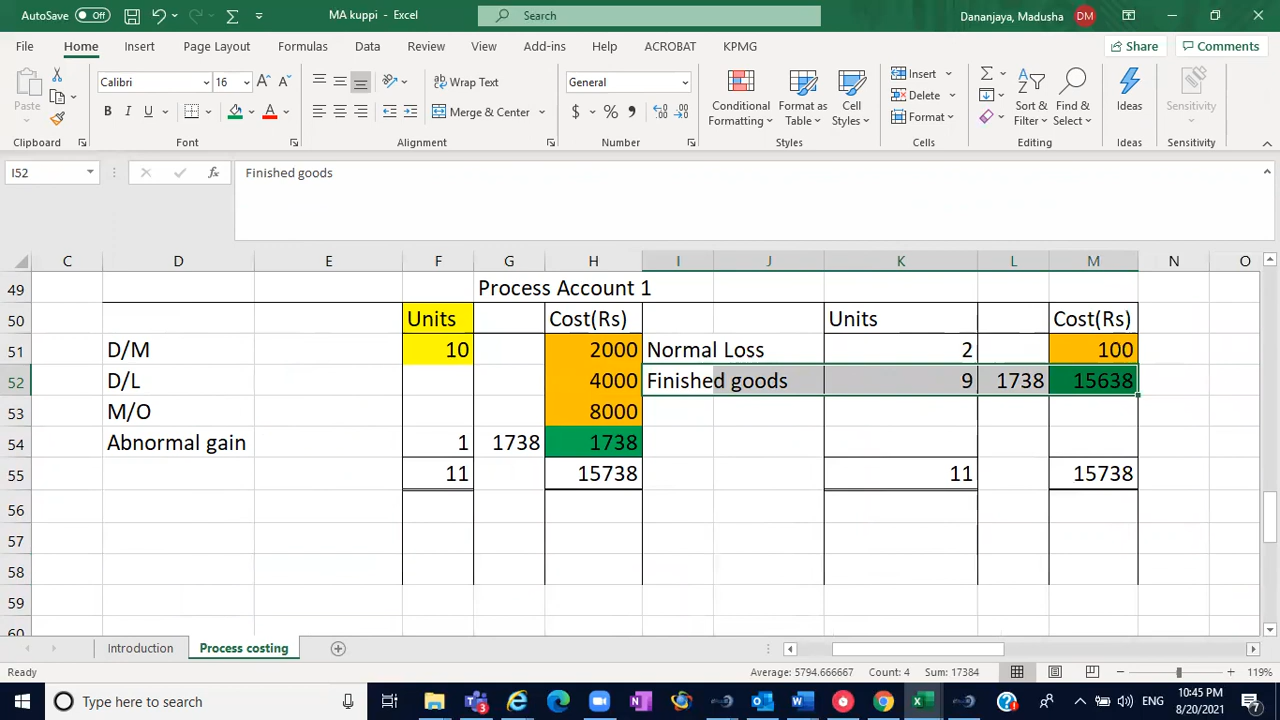 AutoSave Off MA kuppi - Excel Search Dananjaya, Madusha DM
File Home Insert Page Layout Formulas Data Review View Add-ins Help ACROBAT KPMG Share Comments
Paste Calibri 16 A A Wrap Text General Conditional Formatting Format as Table Cell Styles Insert Delete Format Sort & Filter Find & Select Ideas Sensitivity
B I U A Merge & Center $ %
Clipboard Font Alignment Number Styles Cells Editing Ideas Sensitivity
I52 fx Finished goods
C D E F G H I J K L M N O
49 Process Account 1
50 Units Cost(Rs) Units Cost(Rs)
51 D/M 10 2000 Normal Loss 2 100
52 D/L 4000 Finished goods 9 1738 15638
53 M/O 8000
54 Abnormal gain 1 1738 1738
55 11 15738 11 15738
56
57
58
59
60
Introduction Process costing
Ready Average: 5794.666667 Count: 4 Sum: 17384 119%
Type here to search ENG 10:45 PM
8/20/2021 7